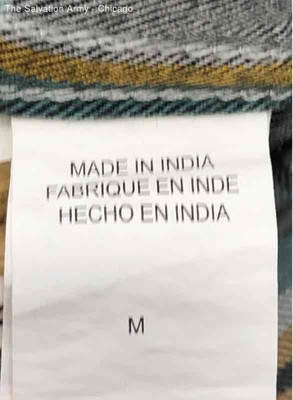 The Salvation Army - Chicago
MADE IN INDIA
FABRIQUE EN INDE
HECHO EN INDIA
M